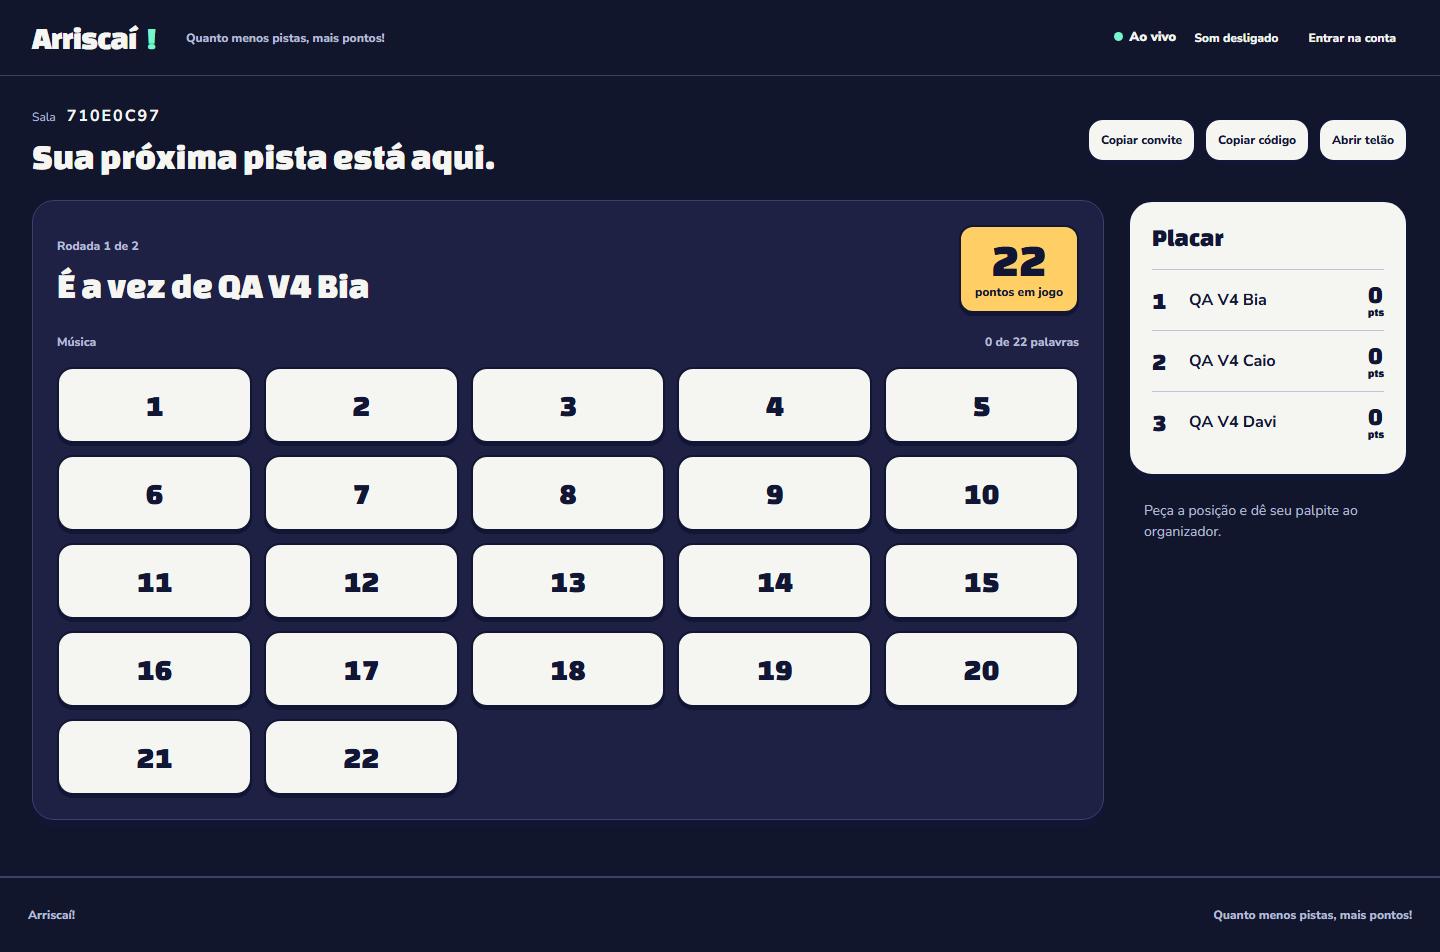 Arriscaí !
Quanto menos pistas, mais pontos!
Ao vivo
Som desligado
Entrar na conta
Sala 710E0C97
Sua próxima pista está aqui.
Copiar convite
Copiar código
Abrir telão
Rodada 1 de 2
É a vez de QA V4 Bia
22
pontos em jogo
Música
0 de 22 palavras
1
2
3
4
5
6
7
8
9
10
11
12
13
14
15
16
17
18
19
20
21
22
Placar
1 QA V4 Bia 0
pts
2 QA V4 Caio 0
pts
3 QA V4 Davi 0
pts
Peça a posição e dê seu palpite ao
organizador.
Arriscaí!
Quanto menos pistas, mais pontos!